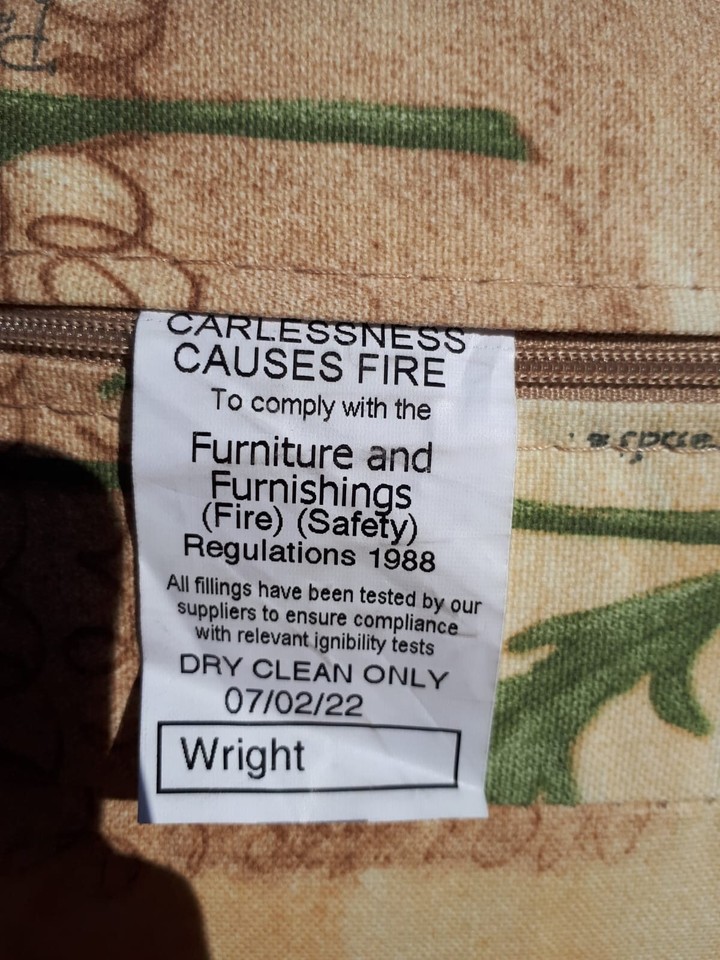 CARLESSNESS
CAUSES FIRE
To comply with the
Furniture and
Furnishings
(Fire) (Safety)
Regulations 1988
All fillings have been tested by our
suppliers to ensure compliance
with relevant ignibility tests
DRY CLEAN ONLY
07/02/22
Wright